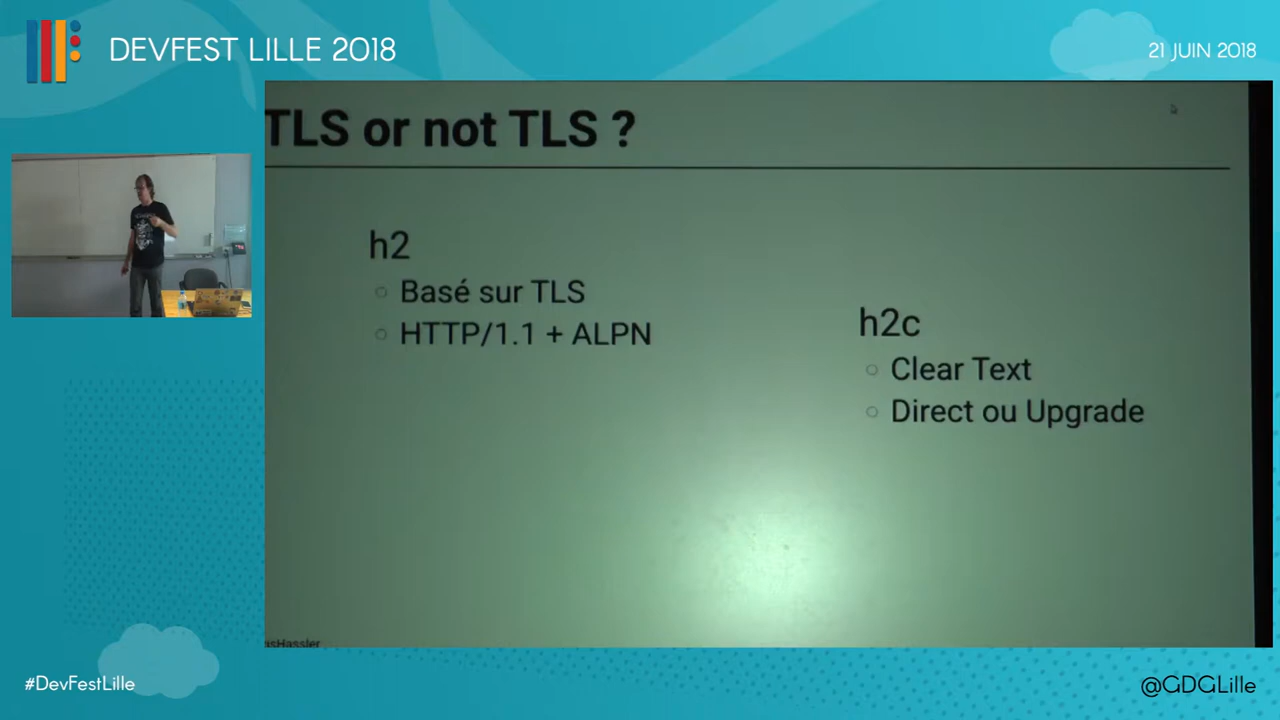 DEVFEST LILLE 2018
21 JUIN 2018
TLS or not TLS ?
h2
Basé sur TLS
HTTP/1.1 + ALPN
h2c
Clear Text
Direct ou Upgrade
asHassler
#DevFestLille
@GDGLille